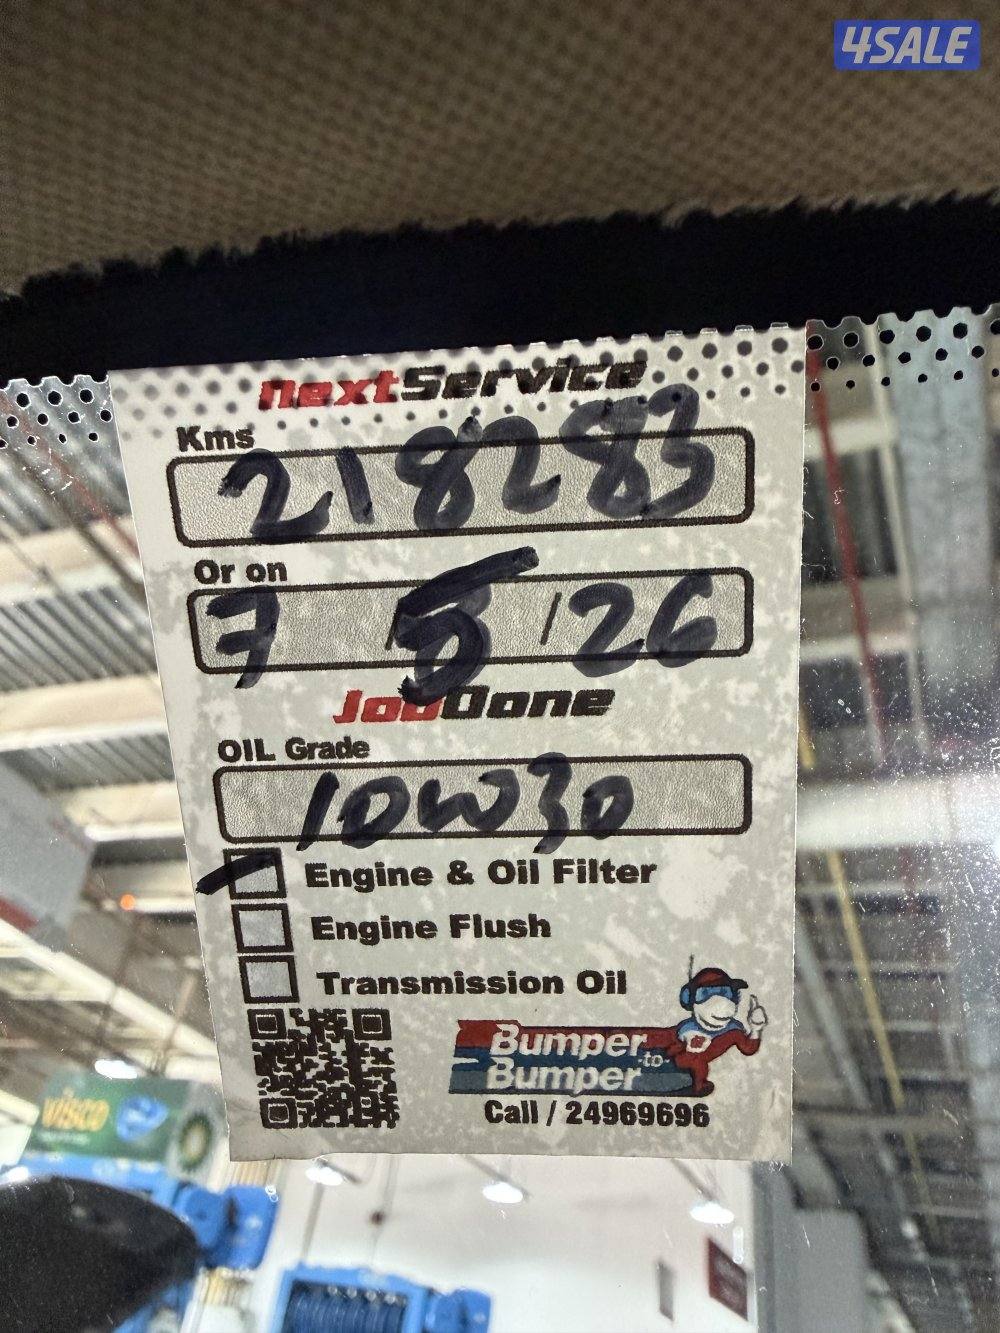 4SALE
nextService
Kms
218283
Or on
7 / 5 / 26
JobDone
OIL Grade
10W30
Engine & Oil Filter
Engine Flush
Transmission Oil
Bumper
-to-
Bumper
Call / 24969696
VISCO